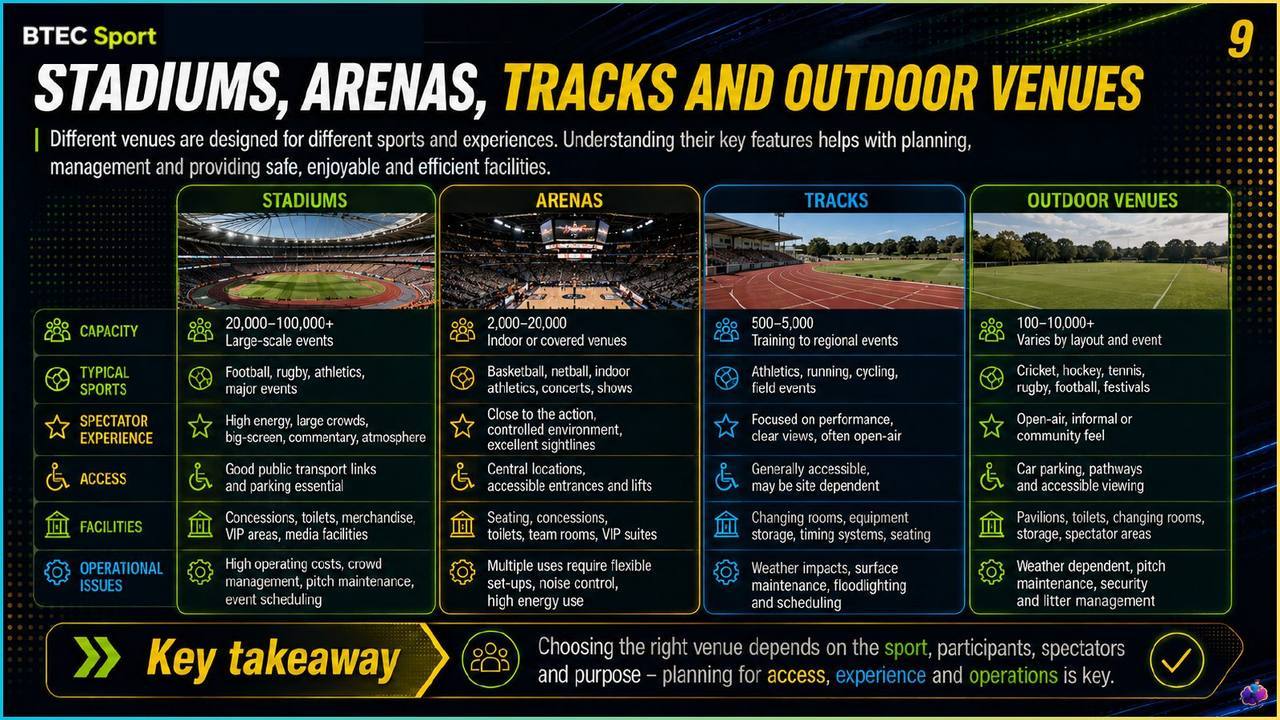 BTEC Sport
9
STADIUMS, ARENAS, TRACKS AND OUTDOOR VENUES
Different venues are designed for different sports and experiences. Understanding their key features helps with planning,
management and providing safe, enjoyable and efficient facilities.
STADIUMS
ARENAS
TRACKS
OUTDOOR VENUES
CAPACITY
20,000–100,000+
Large-scale events
2,000–20,000
Indoor or covered venues
500–5,000
Training to regional events
100–10,000+
Varies by layout and event
TYPICAL
SPORTS
Football, rugby, athletics,
major events
Basketball, netball, indoor
athletics, concerts, shows
Athletics, running, cycling,
field events
Cricket, hockey, tennis,
rugby, football, festivals
SPECTATOR
EXPERIENCE
High energy, large crowds,
big-screen, commentary, atmosphere
Close to the action,
controlled environment,
excellent sightlines
Focused on performance,
clear views, often open-air
Open-air, informal or
community feel
ACCESS
Good public transport links
and parking essential
Central locations,
accessible entrances and lifts
Generally accessible,
may be site dependent
Car parking, pathways
and accessible viewing
FACILITIES
Concessions, toilets, merchandise,
VIP areas, media facilities
Seating, concessions,
toilets, team rooms, VIP suites
Changing rooms, equipment
storage, timing systems, seating
Pavilions, toilets, changing rooms,
storage, spectator areas
OPERATIONAL
ISSUES
High operating costs, crowd
management, pitch maintenance,
event scheduling
Multiple uses require flexible
set-ups, noise control,
high energy use
Weather impacts, surface
maintenance, floodlighting
and scheduling
Weather dependent, pitch
maintenance, security
and litter management
Key takeaway
Choosing the right venue depends on the sport, participants, spectators
and purpose – planning for access, experience and operations is key.